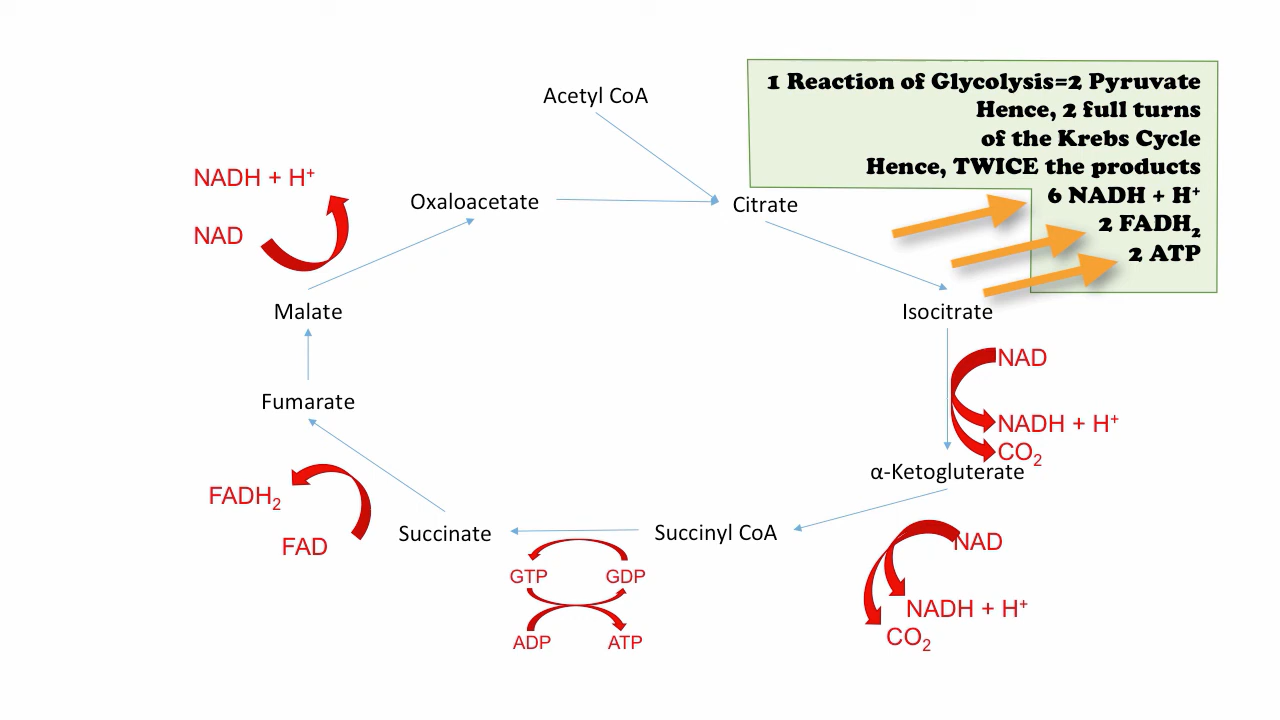 1 Reaction of Glycolysis=2 Pyruvate
Hence, 2 full turns
of the Krebs Cycle
Hence, TWICE the products
6 NADH + H⁺
2 FADH₂
2 ATP
Acetyl CoA
Oxaloacetate
Citrate
NADH + H⁺
NAD
Malate
Isocitrate
NAD
NADH + H⁺
CO₂
Fumarate
α-Ketogluterate
FADH₂
FAD
Succinate
Succinyl CoA
NAD
NADH + H⁺
CO₂
GTP
GDP
ADP
ATP